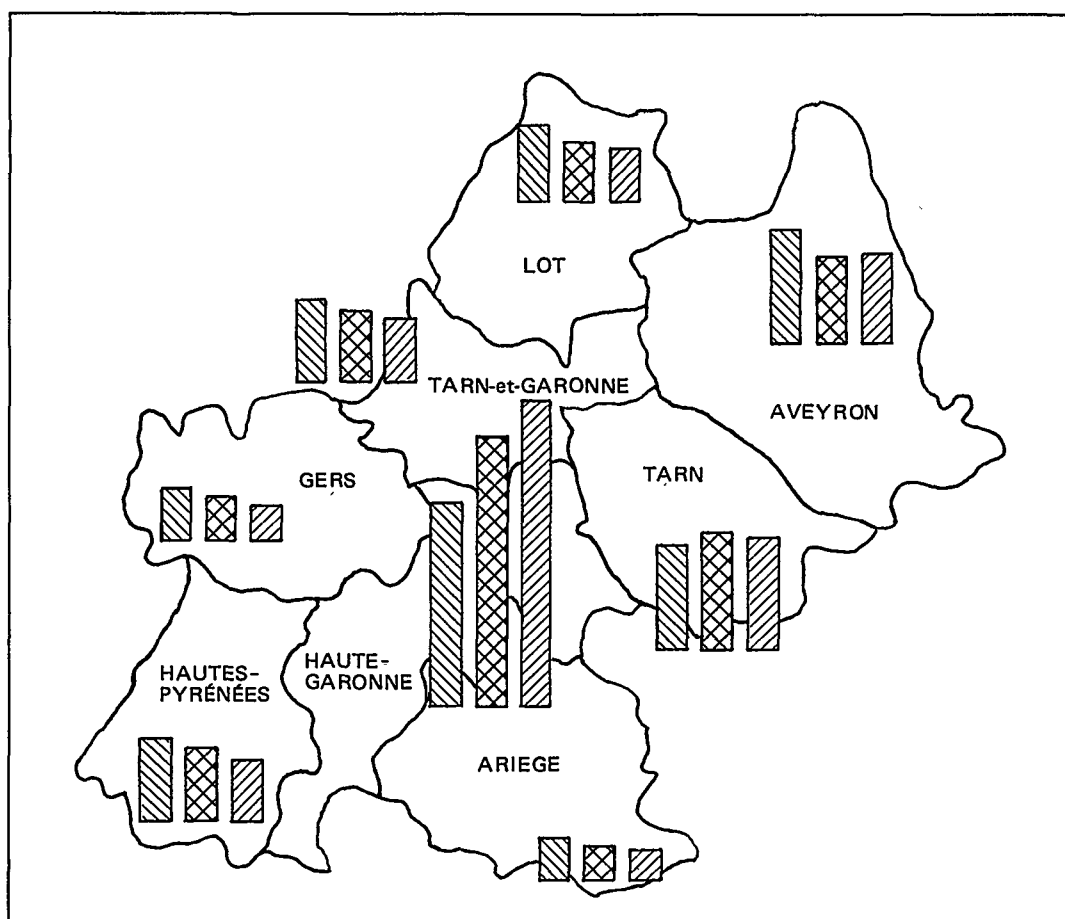 LOT
TARN-et-GARONNE
AVEYRON
GERS
TARN
HAUTES-
PYRÉNÉES
HAUTE-
GARONNE
ARIEGE